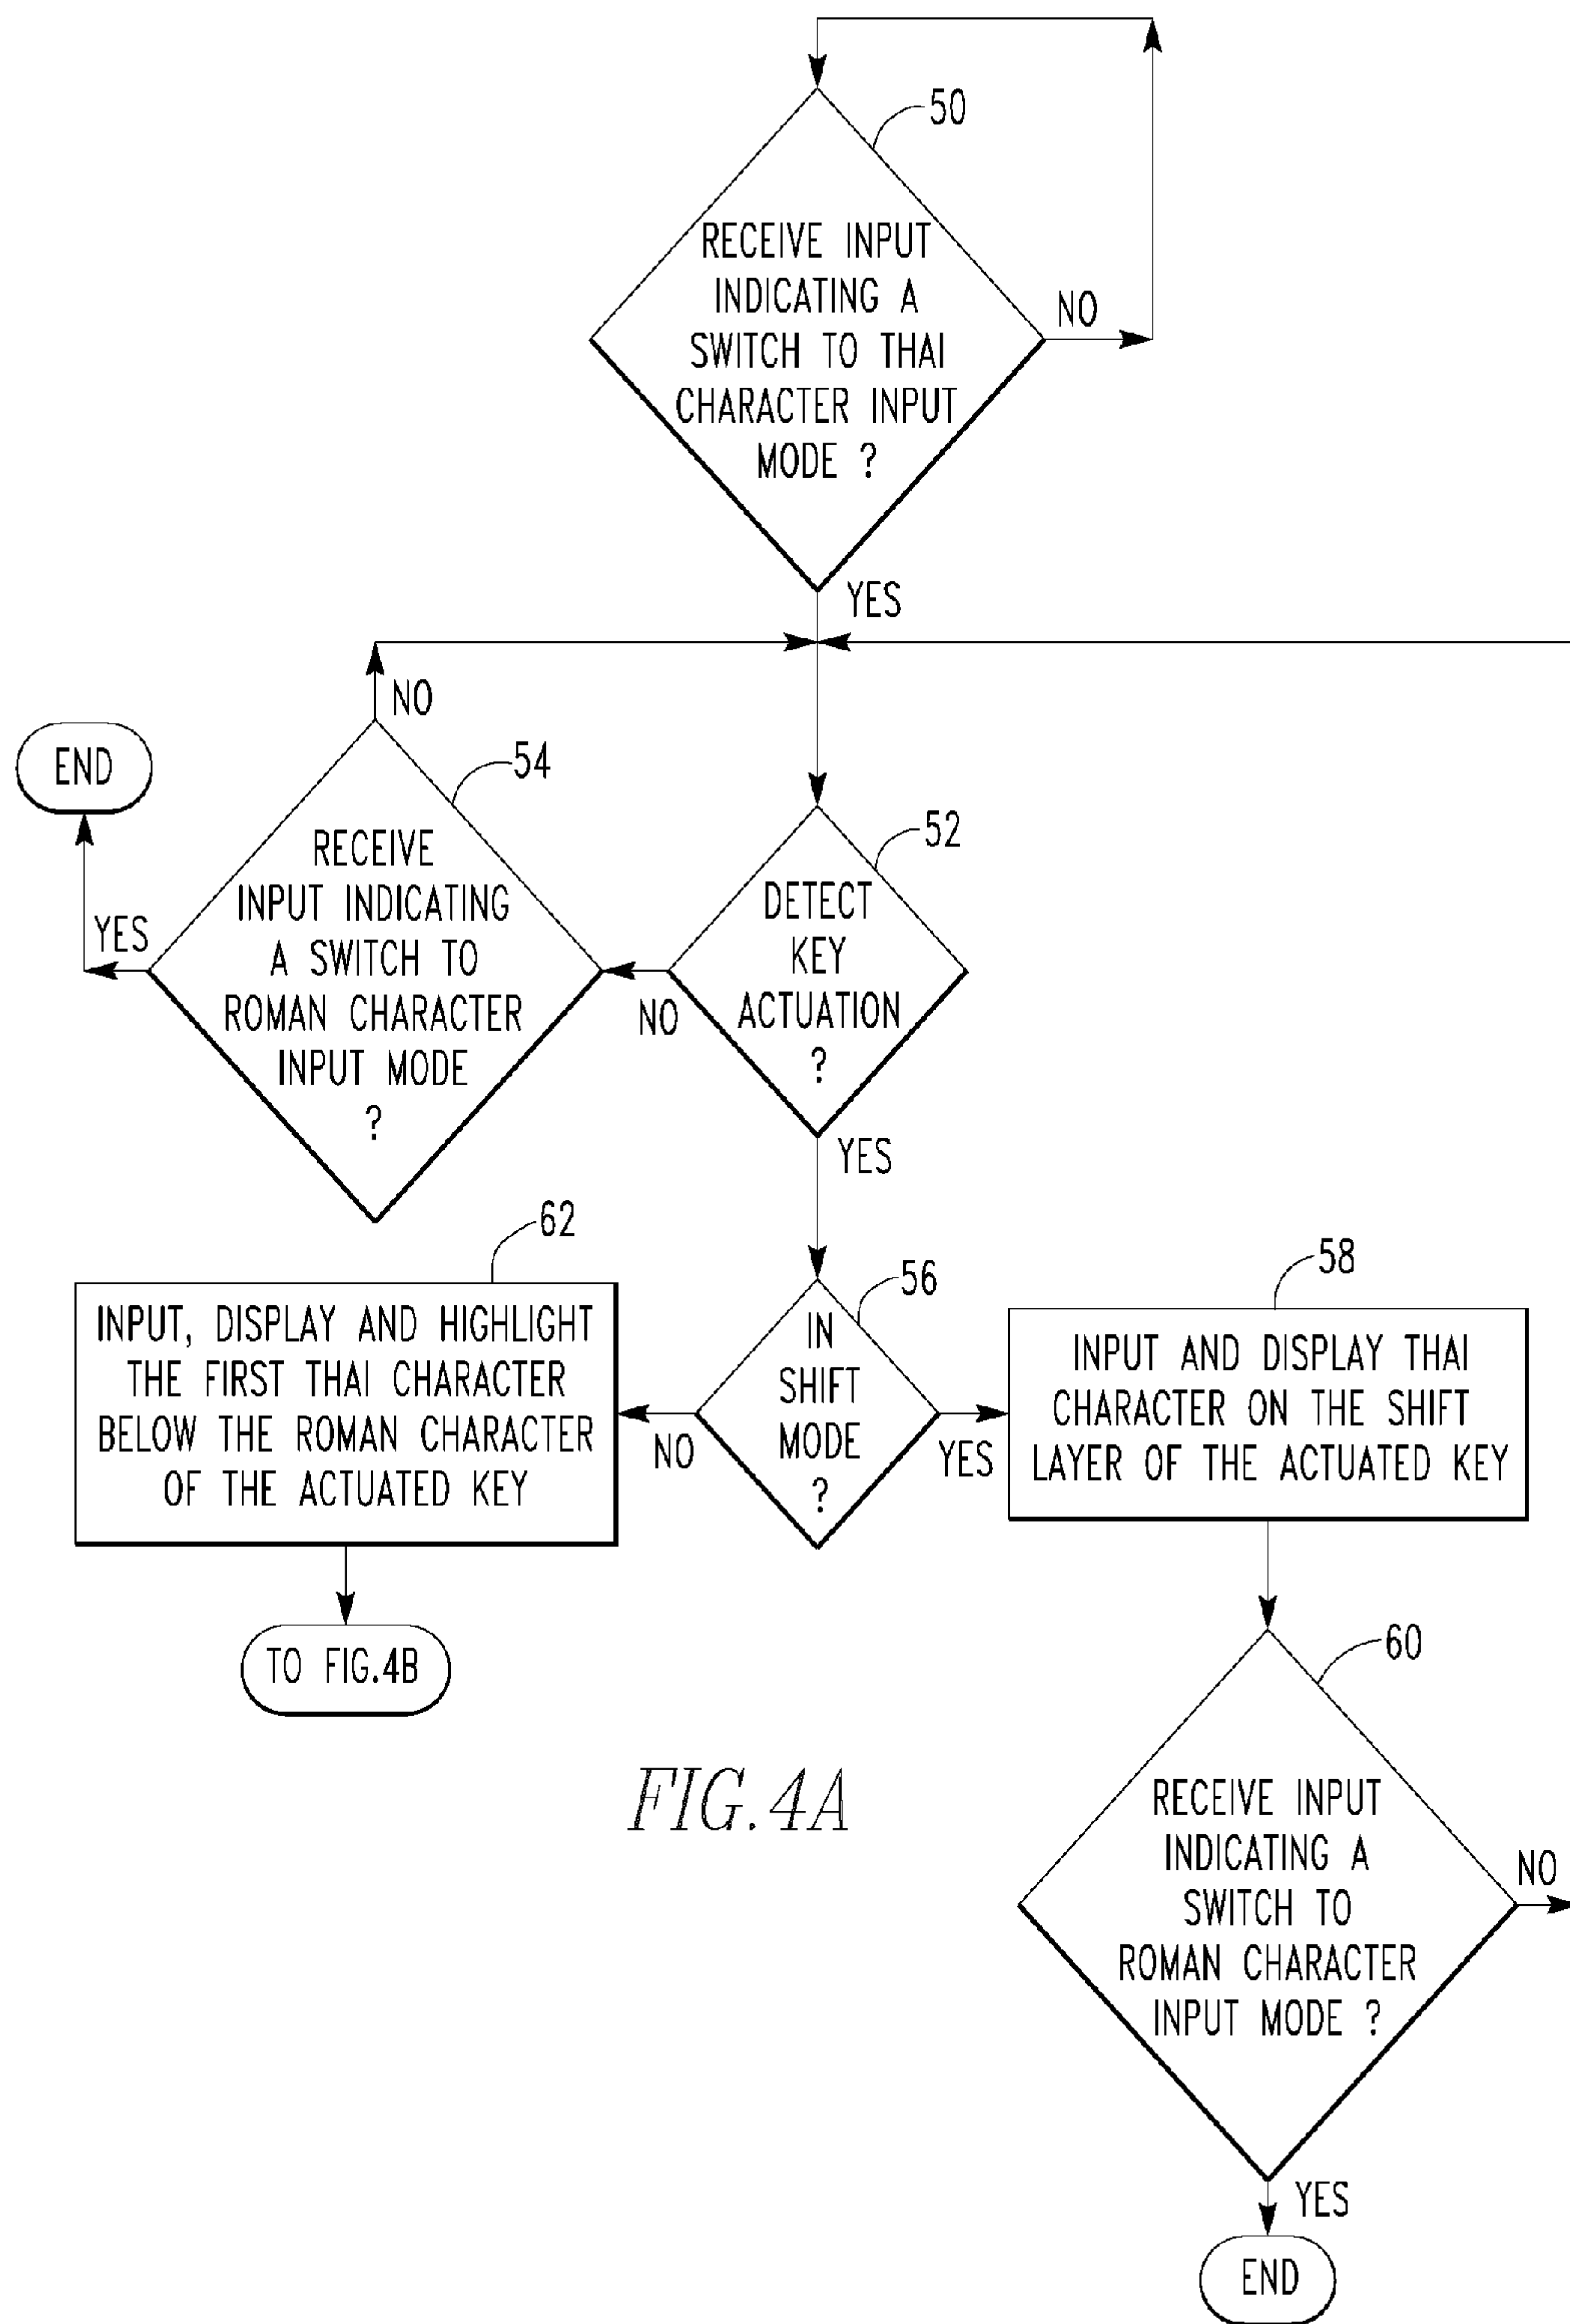 50
RECEIVE INPUT
INDICATING A
SWITCH TO THAI
CHARACTER INPUT
MODE ?
NO
YES
NO
END
54
RECEIVE
INPUT INDICATING
A SWITCH TO
ROMAN CHARACTER
INPUT MODE
?
YES
52
DETECT
KEY
ACTUATION
?
NO
YES
62
INPUT, DISPLAY AND HIGHLIGHT
THE FIRST THAI CHARACTER
BELOW THE ROMAN CHARACTER
OF THE ACTUATED KEY
56
IN
SHIFT
MODE
?
NO
YES
58
INPUT AND DISPLAY THAI
CHARACTER ON THE SHIFT
LAYER OF THE ACTUATED KEY
TO FIG.4B
60
RECEIVE INPUT
INDICATING A
SWITCH TO
ROMAN CHARACTER
INPUT MODE ?
NO
YES
END
FIG.4A